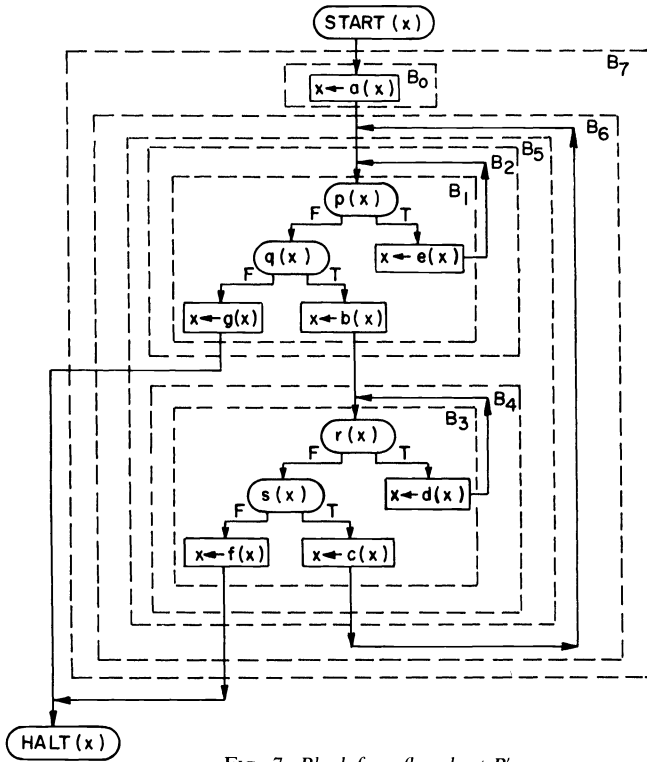 START (x)
B7
x ← a(x)
B0
B6
B5
B2
B1
p(x)
F
T
q(x)
x ← e(x)
F
T
x ← g(x)
x ← b(x)
B4
B3
r(x)
F
T
s(x)
x ← d(x)
F
T
x ← f(x)
x ← c(x)
HALT (x)